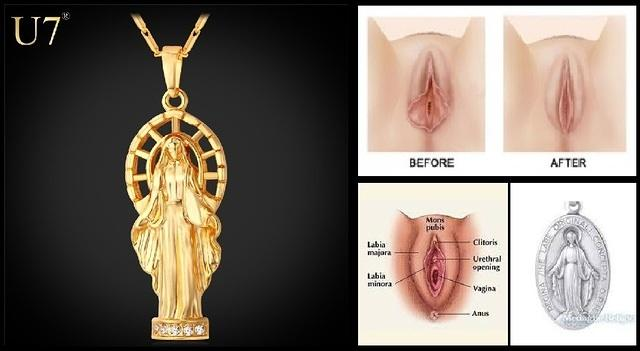 U7®
BEFORE
AFTER
Mons
pubis
Labia
majora
Clitoris
Urethral
opening
Labia
minora
Vagina
Anus